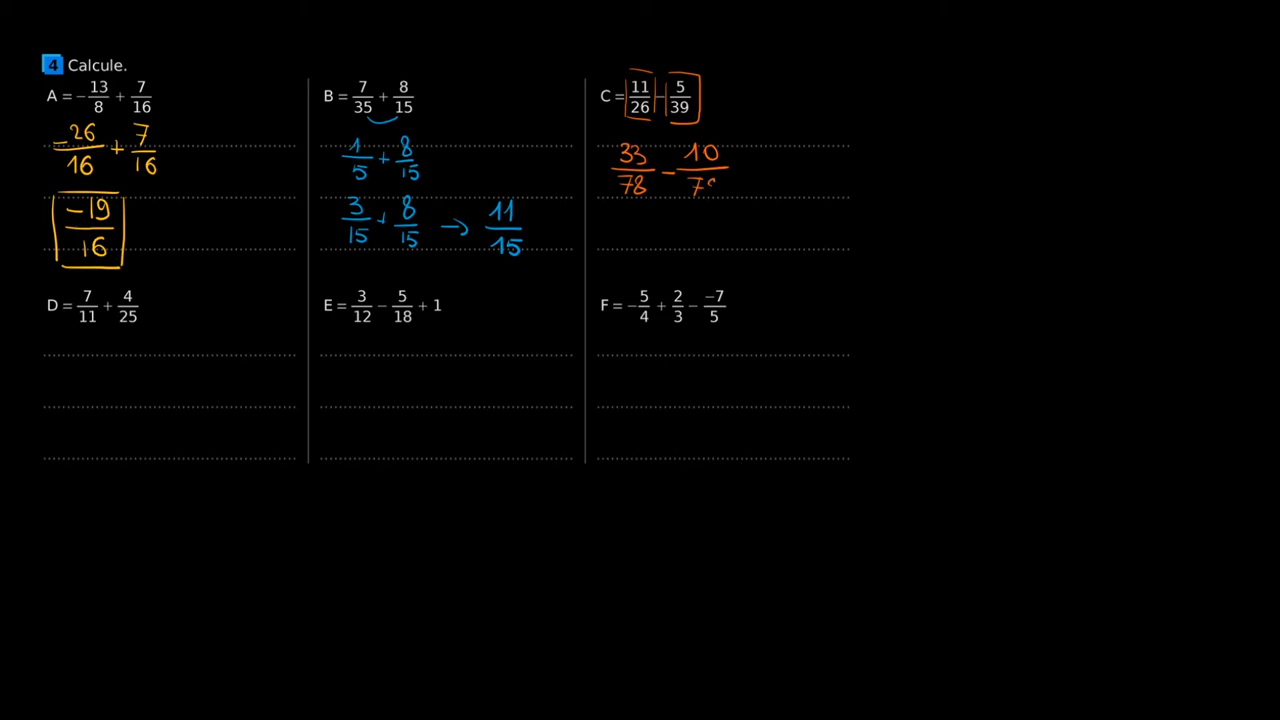 4 Calcule.
A = -13/8 + 7/16
-26/16 + 7/16
-19/16
B = 7/35 + 8/15
1/5 + 8/15
3/15 + 8/15 → 11/15
C = 11/26 - 5/39
33/78 - 10/78
D = 7/11 + 4/25
E = 3/12 - 5/18 + 1
F = -5/4 + 2/3 - -7/5